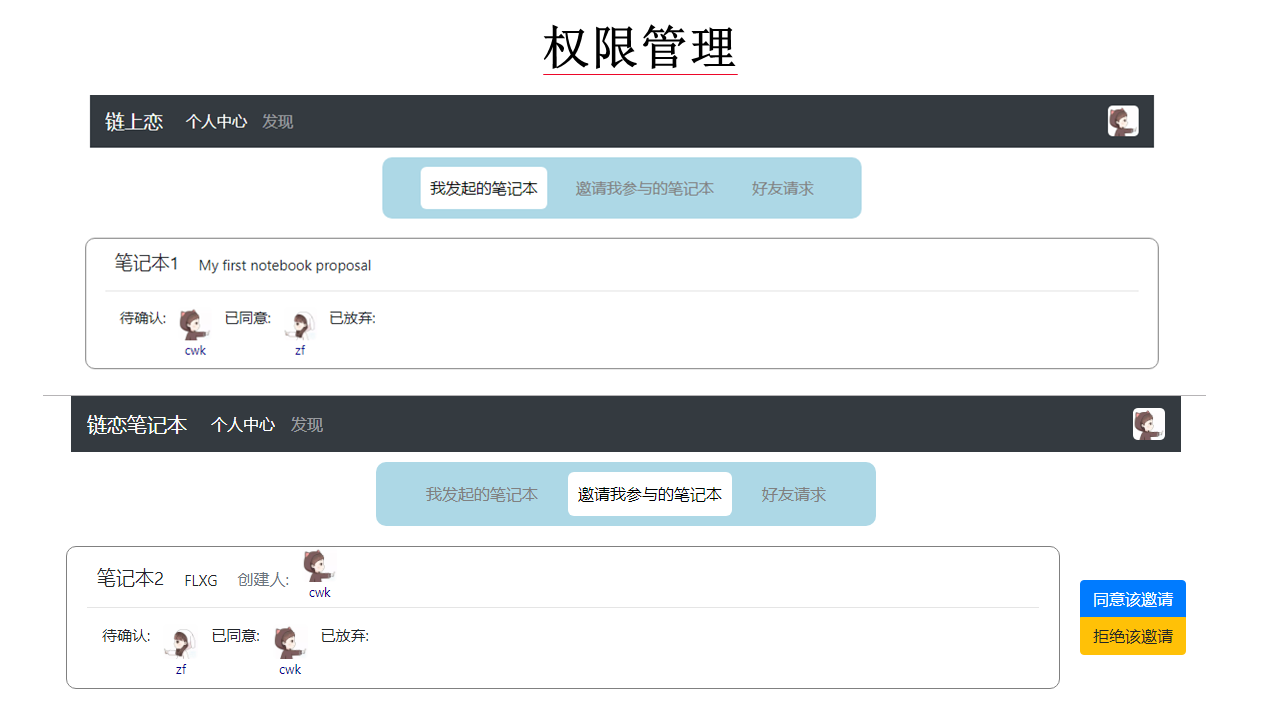 权限管理
链上恋 个人中心 发现
我发起的笔记本 邀请我参与的笔记本 好友请求
笔记本1 My first notebook proposal
待确认: 已同意: 已放弃:
cwk zf
链恋笔记本 个人中心 发现
我发起的笔记本 邀请我参与的笔记本 好友请求
笔记本2 FLXG 创建人:
cwk
同意该邀请
待确认: 已同意: 已放弃:
拒绝该邀请
zf cwk